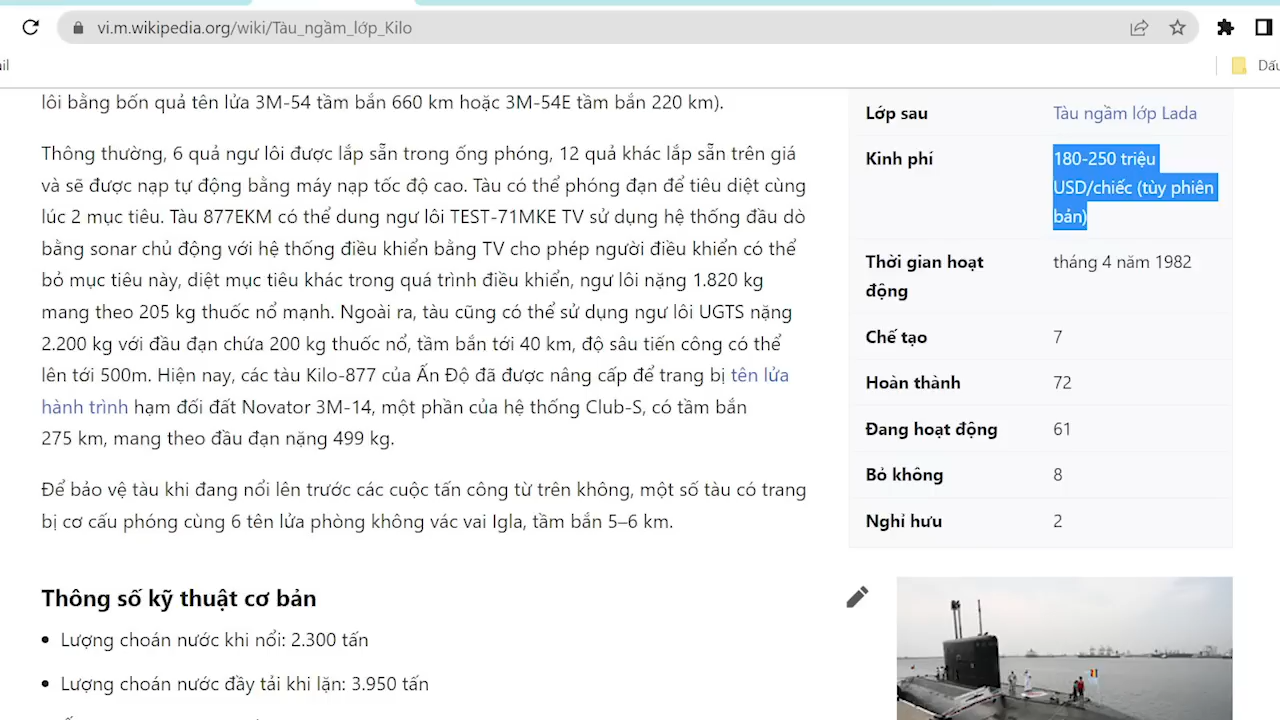 vi.m.wikipedia.org/wiki/Tàu_ngầm_lớp_Kilo
il
Dấu
lôi bằng bốn quả tên lửa 3M-54 tầm bắn 660 km hoặc 3M-54E tầm bắn 220 km).
Thông thường, 6 quả ngư lôi được lắp sẵn trong ống phóng, 12 quả khác lắp sẵn trên giá
và sẽ được nạp tự động bằng máy nạp tốc độ cao. Tàu có thể phóng đạn để tiêu diệt cùng
lúc 2 mục tiêu. Tàu 877EKM có thể dung ngư lôi TEST-71MKE TV sử dụng hệ thống đầu dò
bằng sonar chủ động với hệ thống điều khiển bằng TV cho phép người điều khiển có thể
bỏ mục tiêu này, diệt mục tiêu khác trong quá trình điều khiển, ngư lôi nặng 1.820 kg
mang theo 205 kg thuốc nổ mạnh. Ngoài ra, tàu cũng có thể sử dụng ngư lôi UGTS nặng
2.200 kg với đầu đạn chứa 200 kg thuốc nổ, tầm bắn tới 40 km, độ sâu tiến công có thể
lên tới 500m. Hiện nay, các tàu Kilo-877 của Ấn Độ đã được nâng cấp để trang bị tên lửa
hành trình hạm đối đất Novator 3M-14, một phần của hệ thống Club-S, có tầm bắn
275 km, mang theo đầu đạn nặng 499 kg.
Để bảo vệ tàu khi đang nổi lên trước các cuộc tấn công từ trên không, một số tàu có trang
bị cơ cấu phóng cùng 6 tên lửa phòng không vác vai Igla, tầm bắn 5–6 km.
Thông số kỹ thuật cơ bản
Lượng choán nước khi nổi: 2.300 tấn
Lượng choán nước đầy tải khi lặn: 3.950 tấn
Lớp sau Tàu ngầm lớp Lada
Kinh phí 180-250 triệu
USD/chiếc (tùy phiên
bản)
Thời gian hoạt tháng 4 năm 1982
động
Chế tạo 7
Hoàn thành 72
Đang hoạt động 61
Bỏ không 8
Nghỉ hưu 2